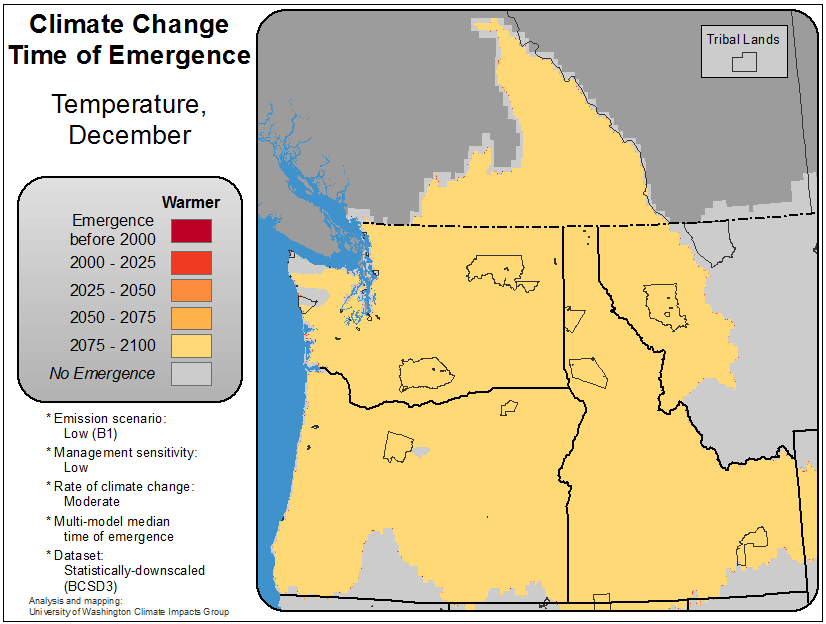 Climate Change
Time of Emergence
Temperature,
December
Warmer
Emergence
before 2000
2000 - 2025
2025 - 2050
2050 - 2075
2075 - 2100
No Emergence
* Emission scenario:
Low (B1)
* Management sensitivity:
Low
* Rate of climate change:
Moderate
* Multi-model median
time of emergence
* Dataset:
Statistically-downscaled
(BCSD3)
Analysis and mapping:
University of Washington Climate Impacts Group
Tribal Lands